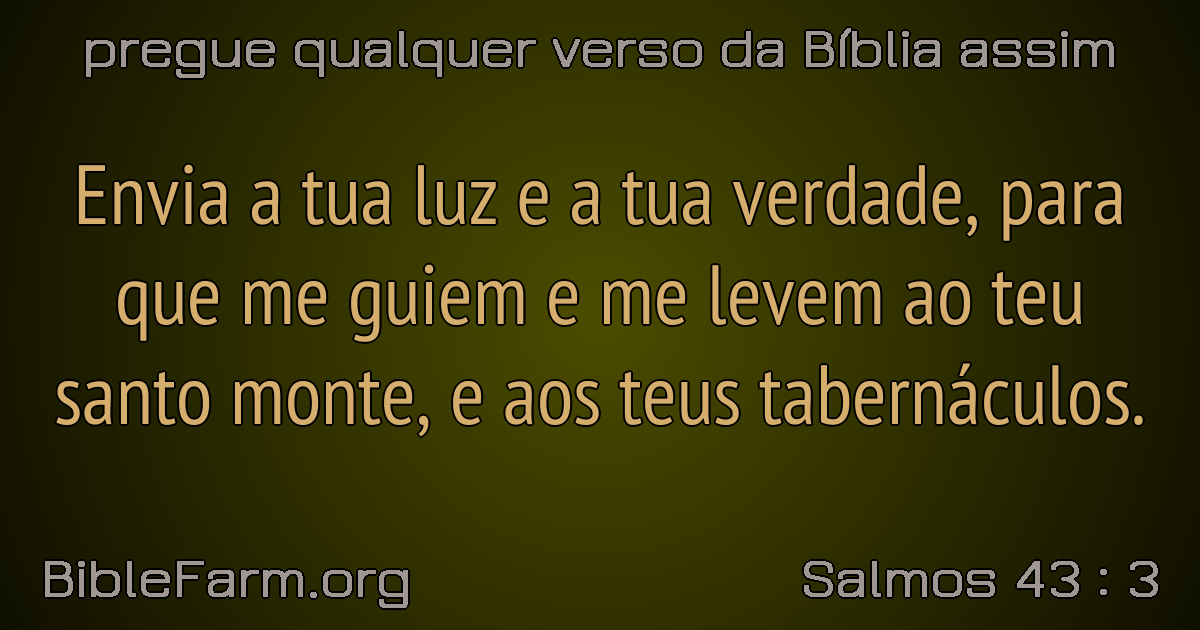 pregue qualquer verso da Bíblia assim
Envia a tua luz e a tua verdade, para
que me guiem e me levem ao teu
santo monte, e aos teus tabernáculos.
BibleFarm.org
Salmos 43 : 3